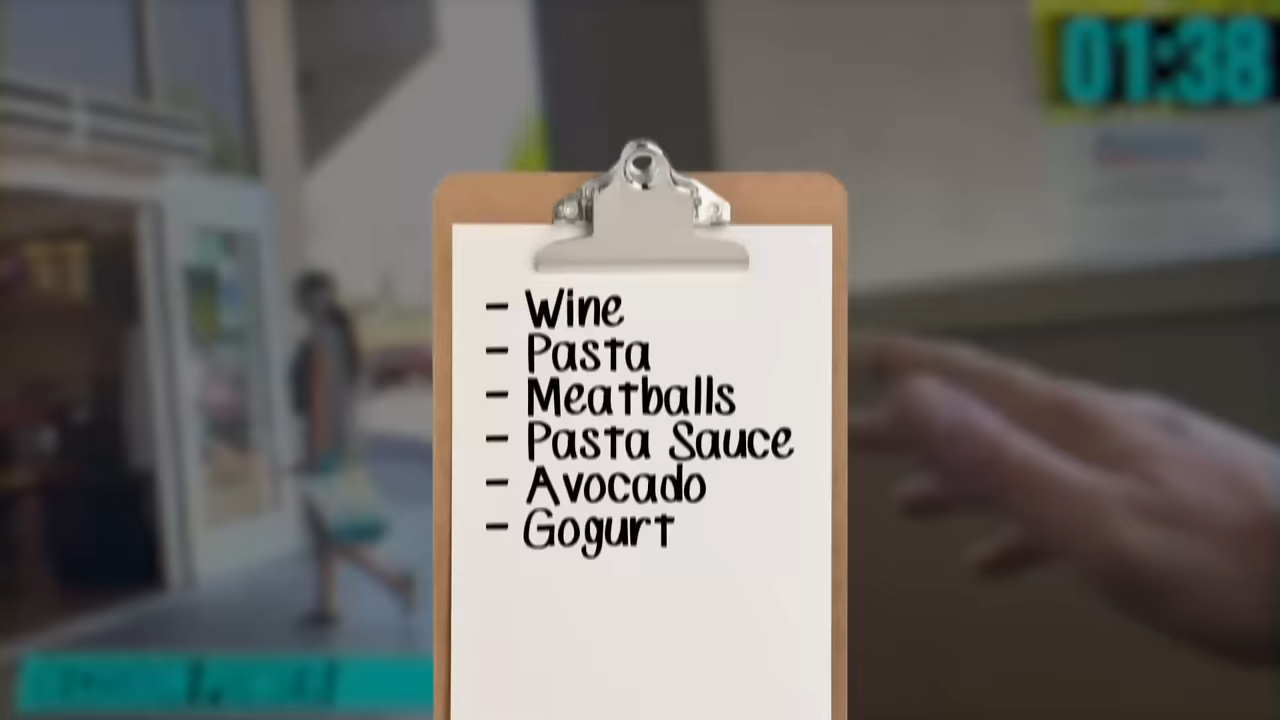 01:38
- Wine
- Pasta
- Meatballs
- Pasta Sauce
- Avocado
- Gogurt